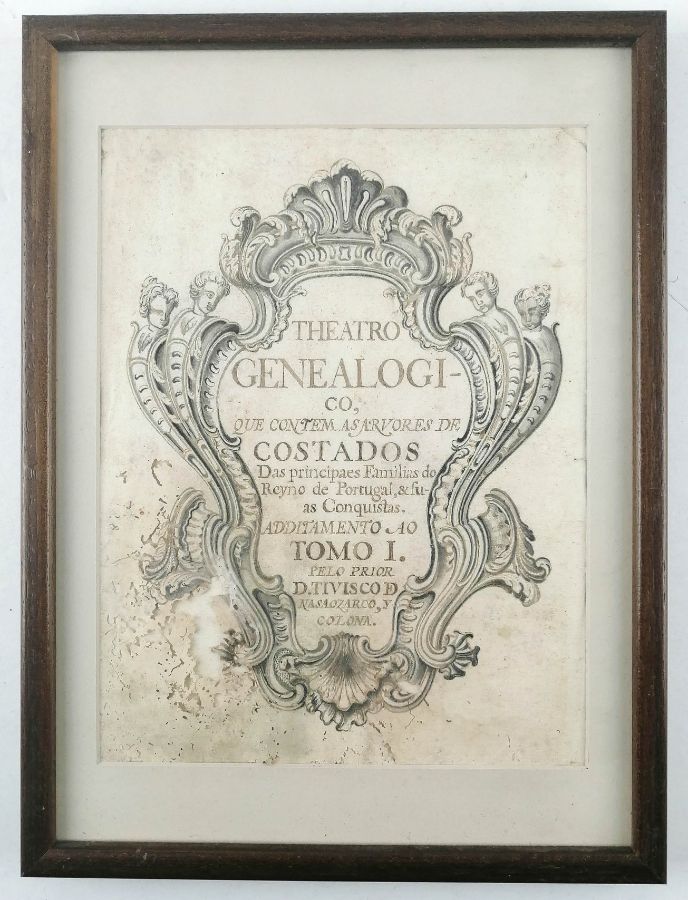 THEATRO
GENEALOGI-
CO,
QUE CONTEM AS ARVORES DE
COSTADOS
Das principaes Familias do
Reyno de Portugal, & su-
as Conquistas.
ADDITAMENTO AO
TOMO I.
PELO PRIOR
D. TIVISCO D
NASAOZARCO, Y
COLONA.